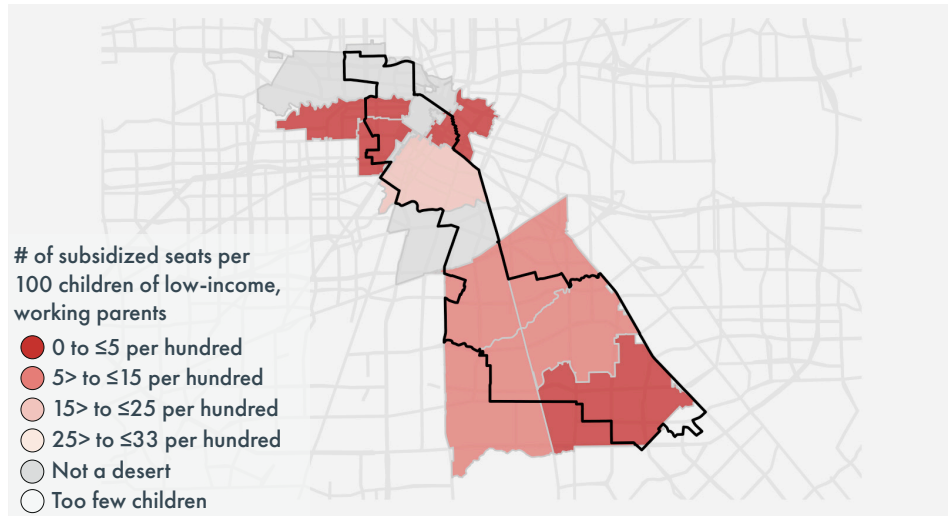 # of subsidized seats per
100 children of low-income,
working parents
0 to ≤5 per hundred
5> to ≤15 per hundred
15> to ≤25 per hundred
25> to ≤33 per hundred
Not a desert
Too few children